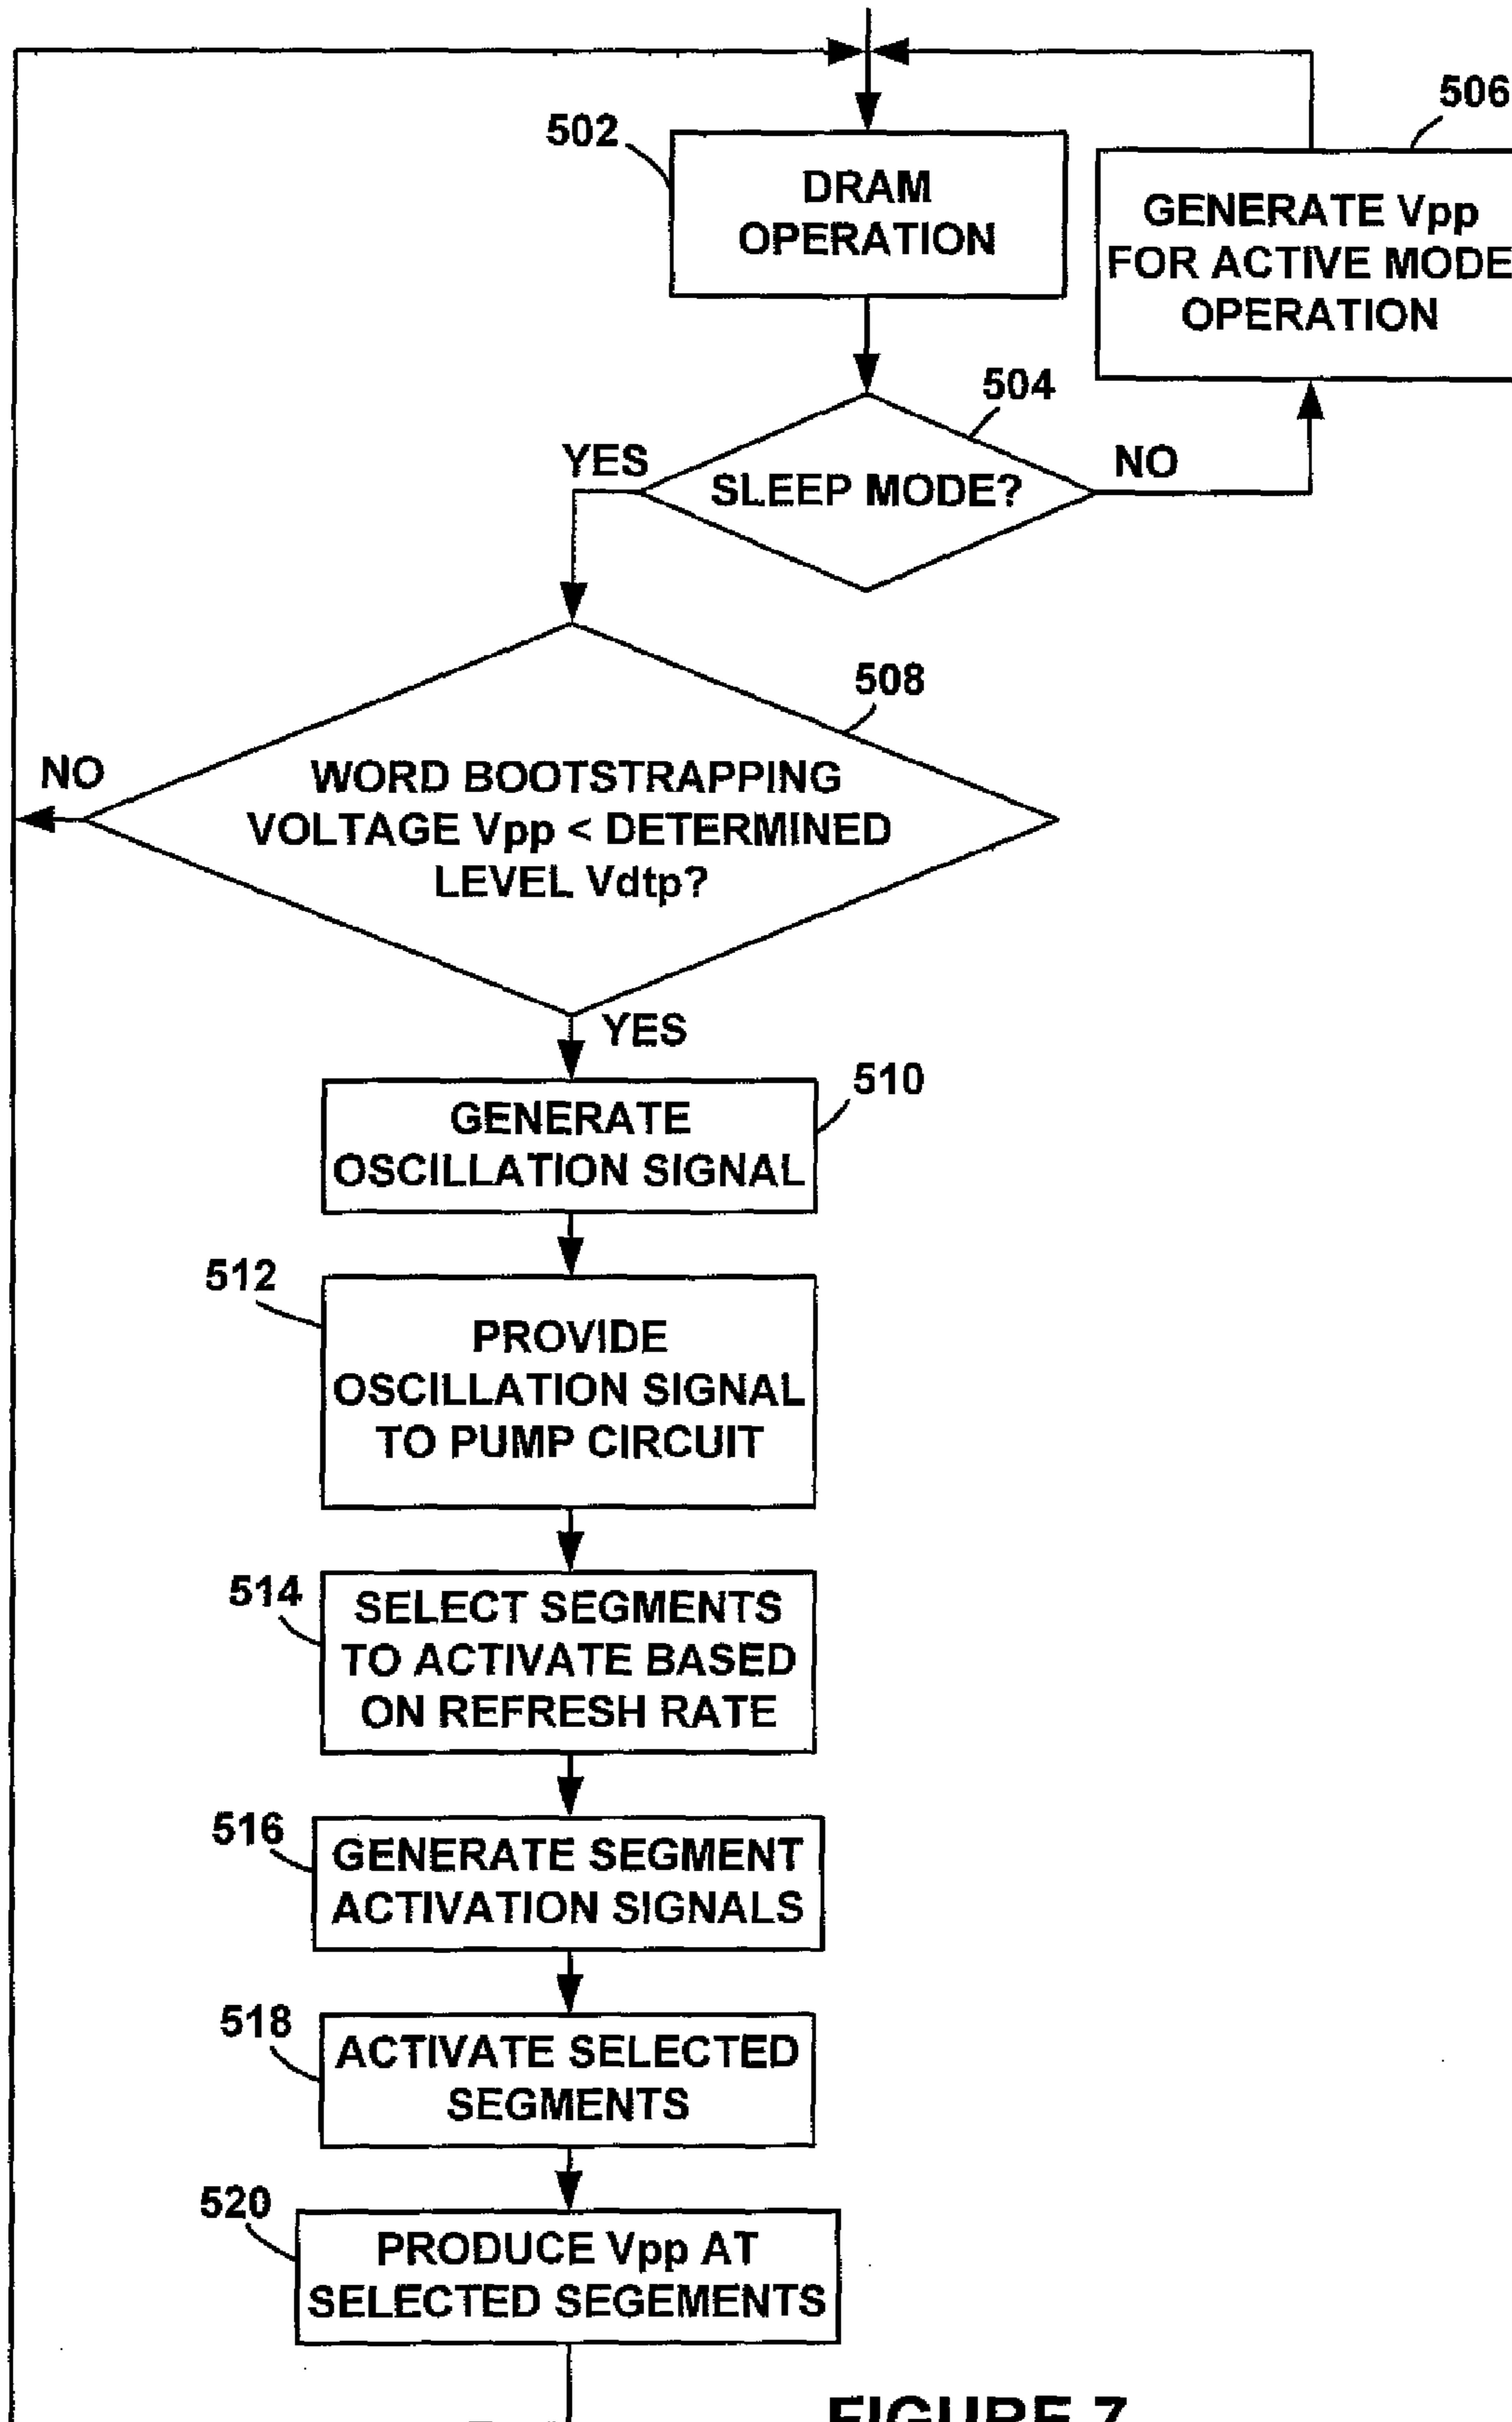 506
502
DRAM
OPERATION
GENERATE Vpp
FOR ACTIVE MODE
OPERATION
504
YES
SLEEP MODE?
NO
508
NO
WORD BOOTSTRAPPING
VOLTAGE Vpp < DETERMINED
LEVEL Vdtp?
YES
510
GENERATE
OSCILLATION SIGNAL
512
PROVIDE
OSCILLATION SIGNAL
TO PUMP CIRCUIT
514
SELECT SEGMENTS
TO ACTIVATE BASED
ON REFRESH RATE
516
GENERATE SEGMENT
ACTIVATION SIGNALS
518
ACTIVATE SELECTED
SEGMENTS
520
PRODUCE Vpp AT
SELECTED SEGEMENTS
FIGURE 7